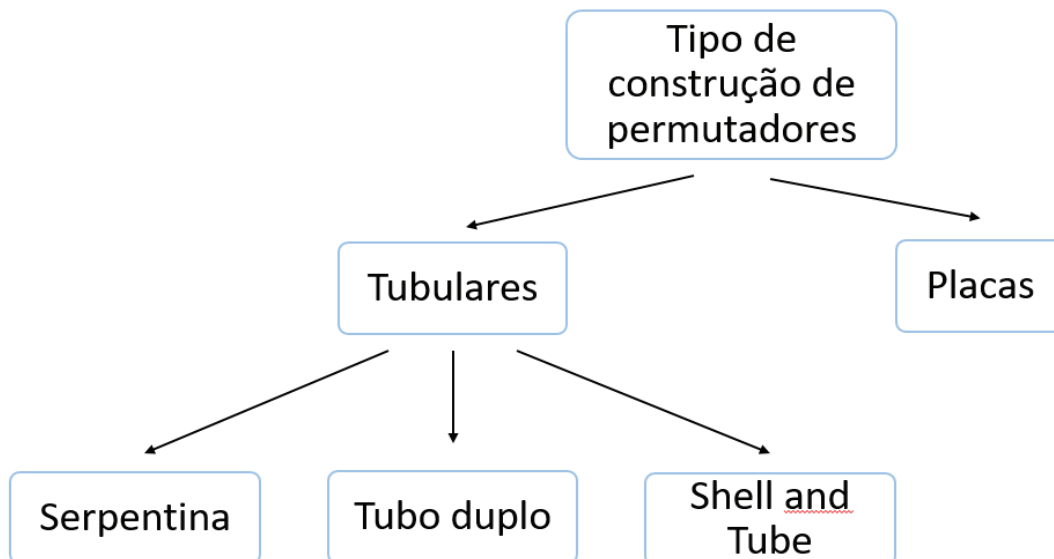 Tipo de
construção de
permutadores
Tubulares
Placas
Serpentina
Tubo duplo
Shell and
Tube